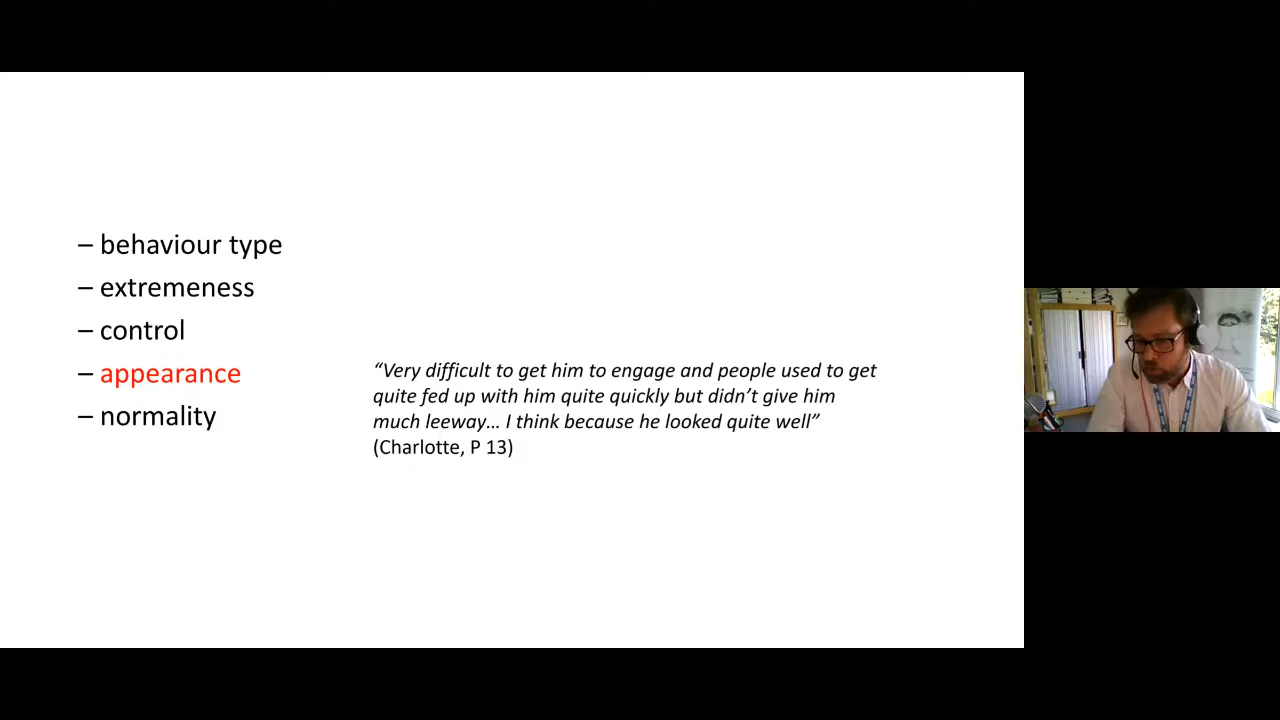 – behaviour type
– extremeness
– control
– appearance
– normality
“Very difficult to get him to engage and people used to get
quite fed up with him quite quickly but didn’t give him
much leeway… I think because he looked quite well”
(Charlotte, P 13)